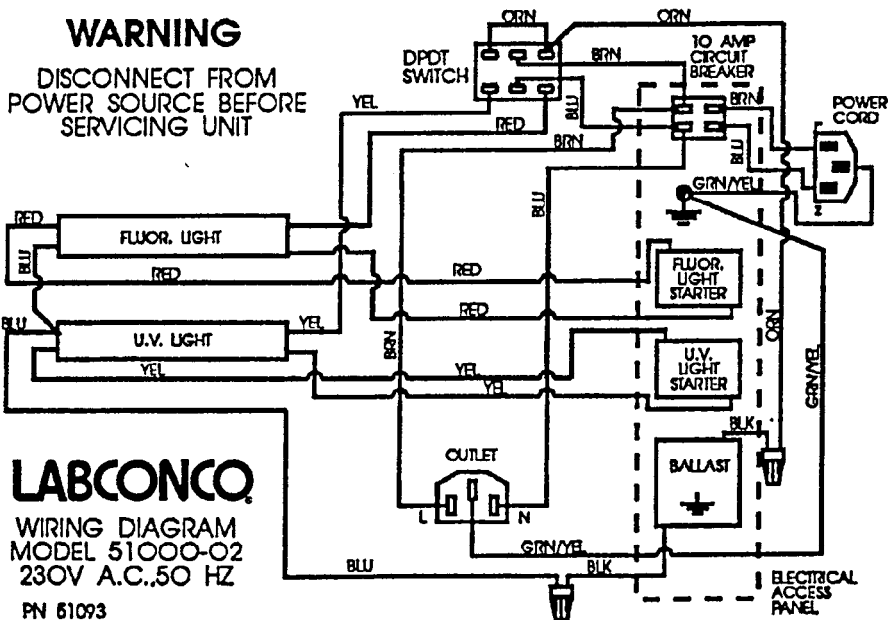 WARNING
DISCONNECT FROM
POWER SOURCE BEFORE
SERVICING UNIT
ORN
ORN
DPDT
SWITCH
BRN
10 AMP
CIRCUIT
BREAKER
YEL
BLU
RED
BRN
BRN
POWER
CORD
L
BLU
GRN/YEL
N
BLU
RED
FLUOR. LIGHT
BLU
RED
RED
FLUOR.
LIGHT
STARTER
RED
BLU
U.V. LIGHT
YEL
BRN
ORN
YEL
YEL
YEL
U.V.
LIGHT
STARTER
GRN/YEL
BLK
OUTLET
BALLAST
L
N
LABCONCO
WIRING DIAGRAM
MODEL 51000-02
230V A.C.,50 HZ
GRN/YEL
BLU
BLK
ELECTRICAL
ACCESS
PANEL
PN 51093